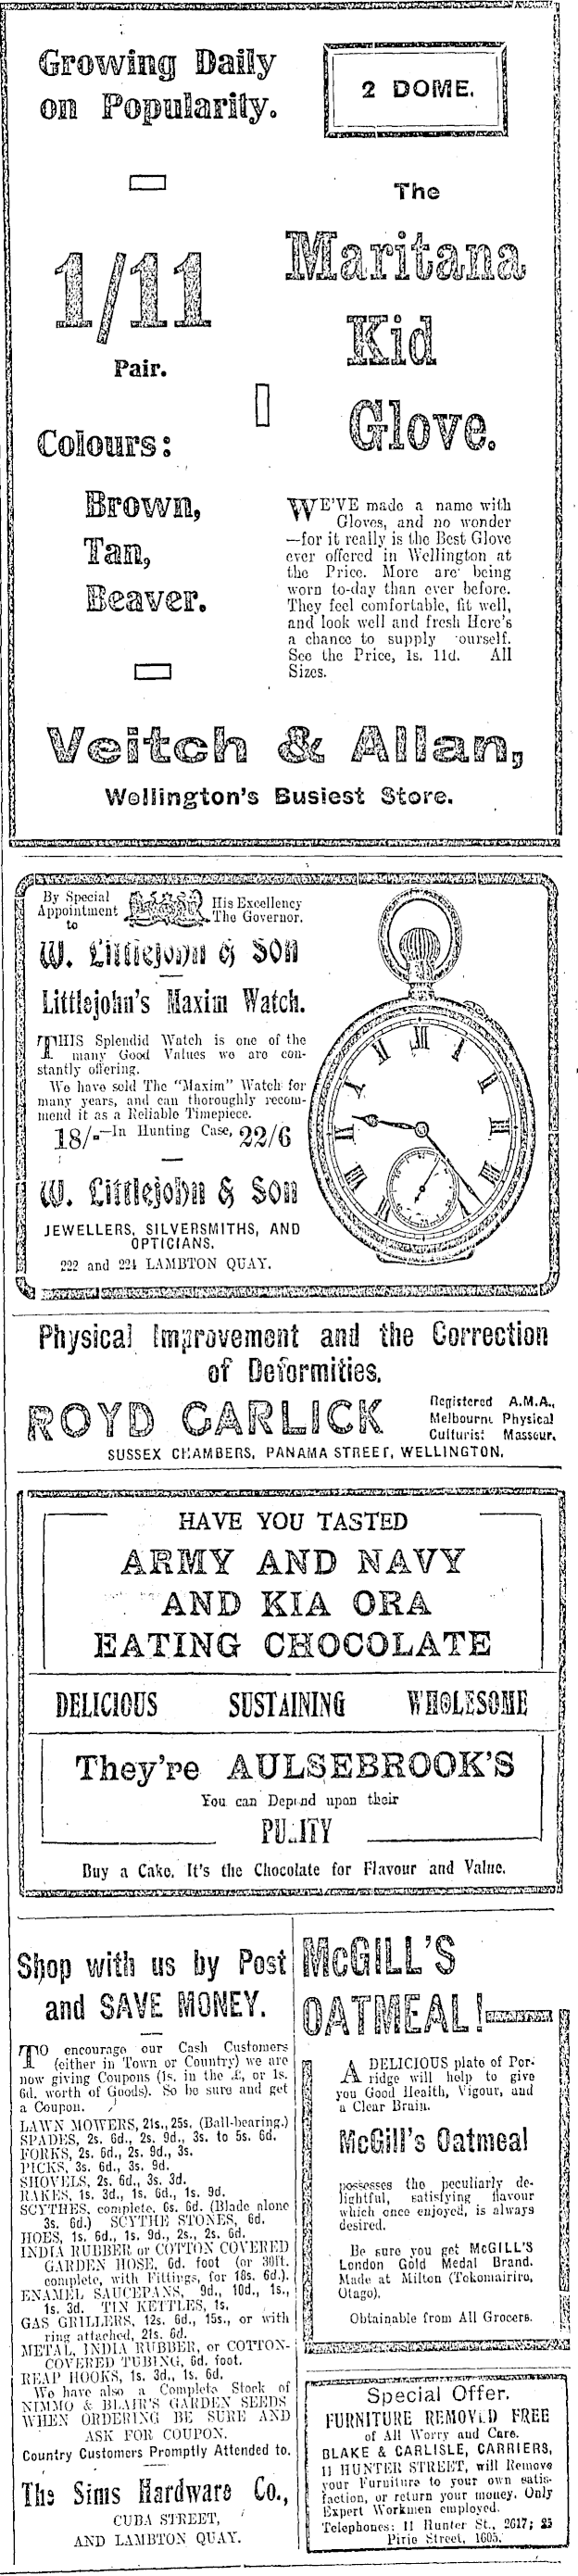 Growing Daily
on Popularity.
1/11
Pair.
Colours:
Brown,
Tan,
Beaver.
2 DOME.
The
Maritana
Kid
Glove.
WE'VE made a name with
Gloves, and no wonder
—for it really is the Best Glove
ever offered in Wellington at
the Price. More are being
worn to-day than ever before.
They feel comfortable, fit well,
and look well and fresh Here's
a chance to supply ourself.
See the Price, 1s. 11d. All
Sizes.
Veitch & Allan,
Wellington's Busiest Store.
By Special
Appointment
to
His Excellency
The Governor.
W. Littlejohn & SON
Littlejohn's Maxim Watch.
THIS Splendid Watch is one of the
many Good Values we are con-
stantly offering.
We have sold The "Maxim" Watch for
many years, and can thoroughly recom-
mend it as a Reliable Timepiece.
18/-—In Hunting Case, 22/6
W. Littlejohn & Son
JEWELLERS, SILVERSMITHS, AND
OPTICIANS,
222 and 224 LAMBTON QUAY.
Physical Improvement and the Correction
of Deformities.
ROYD GARLICK
Registered A.M.A.,
Melbourne Physical
Culturist Masseur,
SUSSEX CHAMBERS, PANAMA STREET, WELLINGTON.
HAVE YOU TASTED
ARMY AND NAVY
AND KIA ORA
EATING CHOCOLATE
DELICIOUS SUSTAINING WHOLESOME
They're AULSEBROOK'S
You can Depend upon their
PURITY
Buy a Cake. It's the Chocolate for Flavour and Value.
Shop with us by Post
and SAVE MONEY.
TO encourage our Cash Customers
(either in Town or Country) we are
now giving Coupons (1s. in the £, or 1s.
6d. worth of Goods). So be sure and get
a Coupon.
LAWN MOWERS, 21s., 25s. (Ball-bearing.)
SPADES, 2s. 6d., 2s. 9d., 3s. to 5s. 6d.
FORKS, 2s. 6d., 2s. 9d., 3s.
PICKS, 3s. 6d., 3s. 9d.
SHOVELS, 2s. 6d., 3s. 3d.
RAKES, 1s. 3d., 1s. 6d., 1s. 9d.
SCYTHES, complete, 6s. 6d. (Blade alone
3s. 6d.) SCYTHE STONES, 6d.
HOES, 1s. 6d., 1s. 9d., 2s., 2s. 6d.
INDIA RUBBER or COTTON COVERED
GARDEN HOSE, 6d. foot (or 30ft.
complete, with Fittings, for 18s. 6d.).
ENAMEL SAUCEPANS, 9d., 10d., 1s.,
1s. 3d. TIN KETTLES, 1s.
GAS GRILLERS, 12s. 6d., 15s., or with
ring attached, 21s. 6d.
METAL, INDIA RUBBER, or COTTON-
COVERED TUBING, 6d. foot.
REAP HOOKS, 1s. 3d., 1s. 6d.
We have also a Complete Stock of
NIMMO & BLAIR'S GARDEN SEEDS
WHEN ORDERING BE SURE AND
ASK FOR COUPON.
Country Customers Promptly Attended to.
The Sims Hardware Co.,
CUBA STREET,
AND LAMBTON QUAY.
McGILL'S
OATMEAL!
A DELICIOUS plate of Por-
ridge will help to give
you Good Health, Vigour, and
a Clear Brain.
McGill's Oatmeal
possesses the peculiarly de-
lightful, satisfying flavour
which once enjoyed, is always
desired.
Be sure you get McGILL'S
London Gold Medal Brand.
Made at Milton (Tokomairiro,
Otago).
Obtainable from All Grocers.
Special Offer.
FURNITURE REMOVED FREE
of All Worry and Care.
BLAKE & CARLISLE, CARRIERS,
11 HUNTER STREET, will Remove
your Furniture to your own satis-
faction, or return your money. Only
Expert Workmen employed.
Telephones: 11 Hunter St., 2617; 25
Pirie Street, 1605.